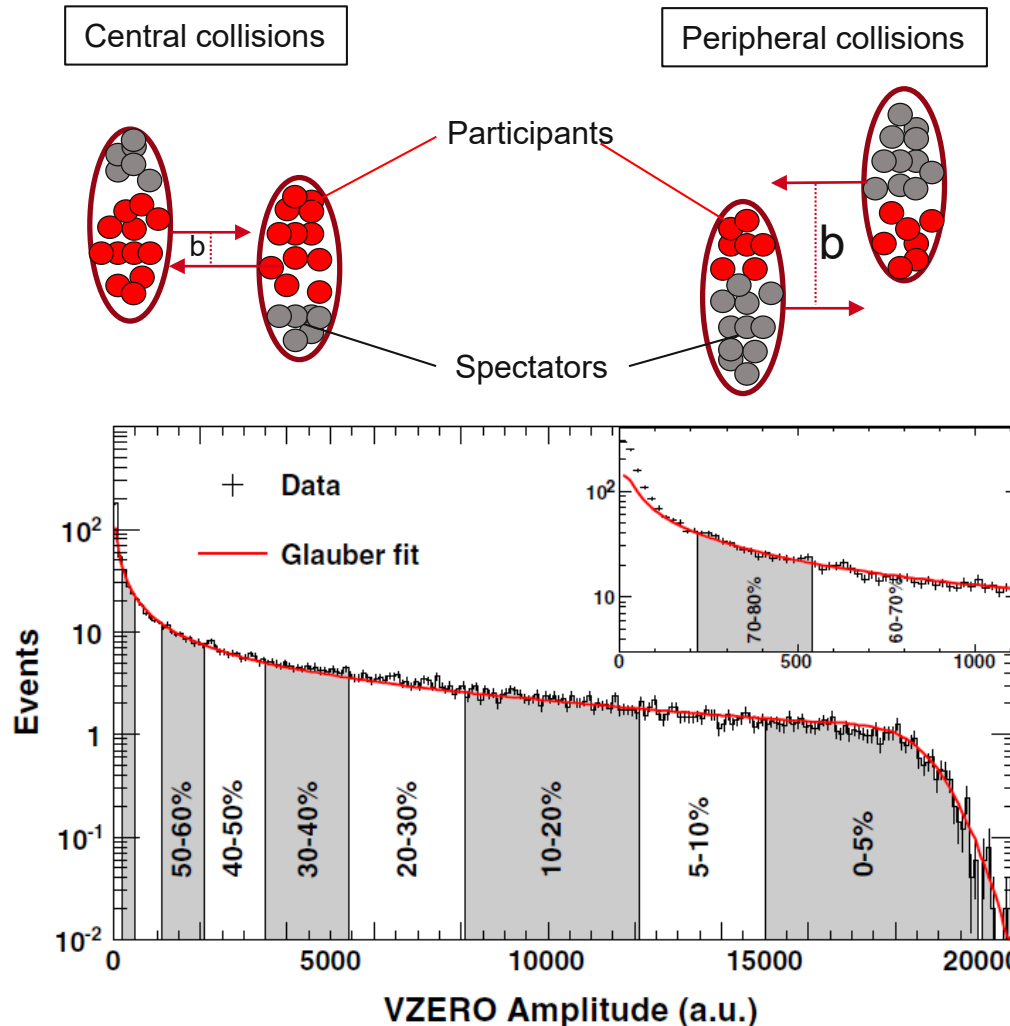 Central collisions
Peripheral collisions
Participants
b
b
Spectators
Data
Glauber fit
Events
10²
10
1
10⁻¹
10⁻²
50-60%
40-50%
30-40%
20-30%
10-20%
5-10%
0-5%
0
5000
10000
15000
20000
VZERO Amplitude (a.u.)
10²
10
70-80%
60-70%
0
500
1000